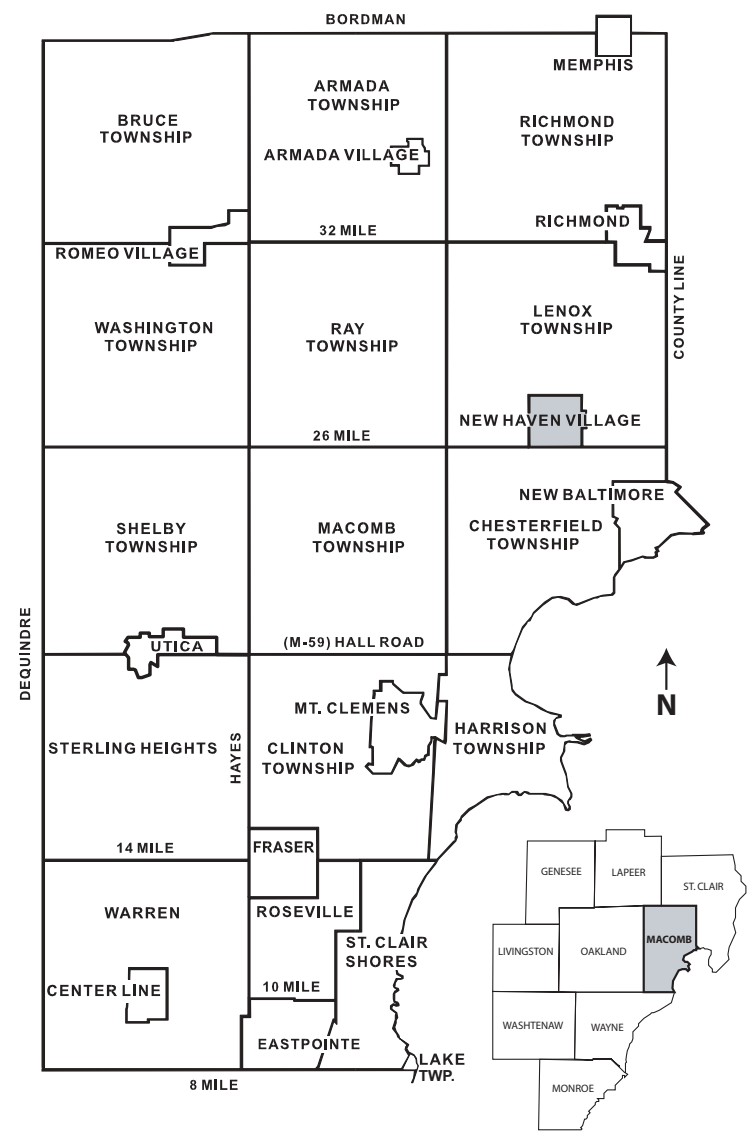 BORDMAN
MEMPHIS
ARMADA
TOWNSHIP
BRUCE
TOWNSHIP
RICHMOND
TOWNSHIP
ARMADA VILLAGE
RICHMOND
32 MILE
ROMEO VILLAGE
COUNTY LINE
WASHINGTON
TOWNSHIP
RAY
TOWNSHIP
LENOX
TOWNSHIP
NEW HAVEN VILLAGE
26 MILE
NEW BALTIMORE
SHELBY
TOWNSHIP
MACOMB
TOWNSHIP
CHESTERFIELD
TOWNSHIP
DEQUINDRE
UTICA
(M-59) HALL ROAD
N
MT. CLEMENS
HARRISON
TOWNSHIP
STERLING HEIGHTS
HAYES
CLINTON
TOWNSHIP
14 MILE
FRASER
WARREN
ROSEVILLE
ST. CLAIR
SHORES
CENTER LINE
10 MILE
EASTPOINTE
LAKE
TWP.
8 MILE
GENESEE
LAPEER
ST. CLAIR
LIVINGSTON
OAKLAND
MACOMB
WASHTENAW
WAYNE
MONROE